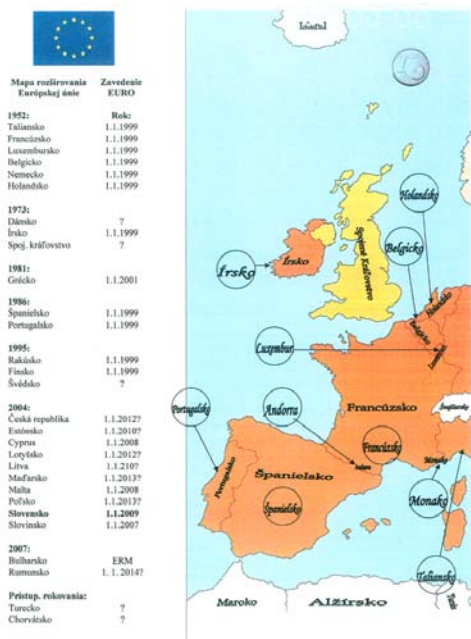 Mapa rozširovania Zavedenie
Európskej únie EURO
1952: Rok:
Taliansko 1.1.1999
Francúzsko 1.1.1999
Luxembursko 1.1.1999
Belgicko 1.1.1999
Nemecko 1.1.1999
Holandsko 1.1.1999
1973:
Dánsko ?
Írsko 1.1.1999
Spoj. kráľovstvo ?
1981:
Grécko 1.1.2001
1986:
Španielsko 1.1.1999
Portugalsko 1.1.1999
1995:
Rakúsko 1.1.1999
Fínsko 1.1.1999
Švédsko ?
2004:
Česká republika 1.1.2012?
Estónsko 1.1.2010?
Cyprus 1.1.2008
Lotyšsko 1.1.2012?
Litva 1.1.210?
Maďarsko 1.1.2013?
Malta 1.1.2008
Poľsko 1.1.2013?
Slovensko 1.1.2009
Slovinsko 1.1.2007
2007:
Bulharsko ERM
Rumunsko 1. 1. 2014?
Prístup. rokovania:
Turecko ?
Chorvátsko ?
Island
Holandsko
Spojené Kráľovstvo
Belgicko
Írsko
Írsko
Holandsko
Belgicko
Luxembur
Portugalsko
Andorra
Francúzsko
Švajčiarsko
Francúzsko
Portugalsko
Španielsko
Andorra
Monako
Španielsko
Monako
Taliansko
Maroko
Alžírsko